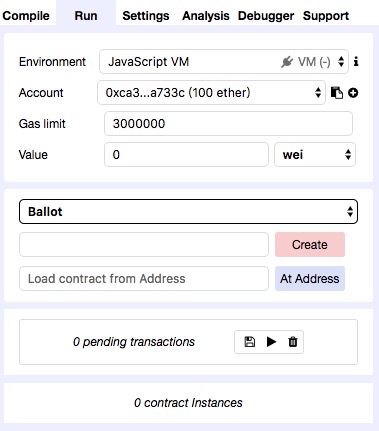 Compile Run Settings Analysis Debugger Support
Environment JavaScript VM VM (-) i
Account 0xca3...a733c (100 ether)
Gas limit 3000000
Value 0 wei
Ballot
Create
Load contract from Address At Address
0 pending transactions
0 contract Instances